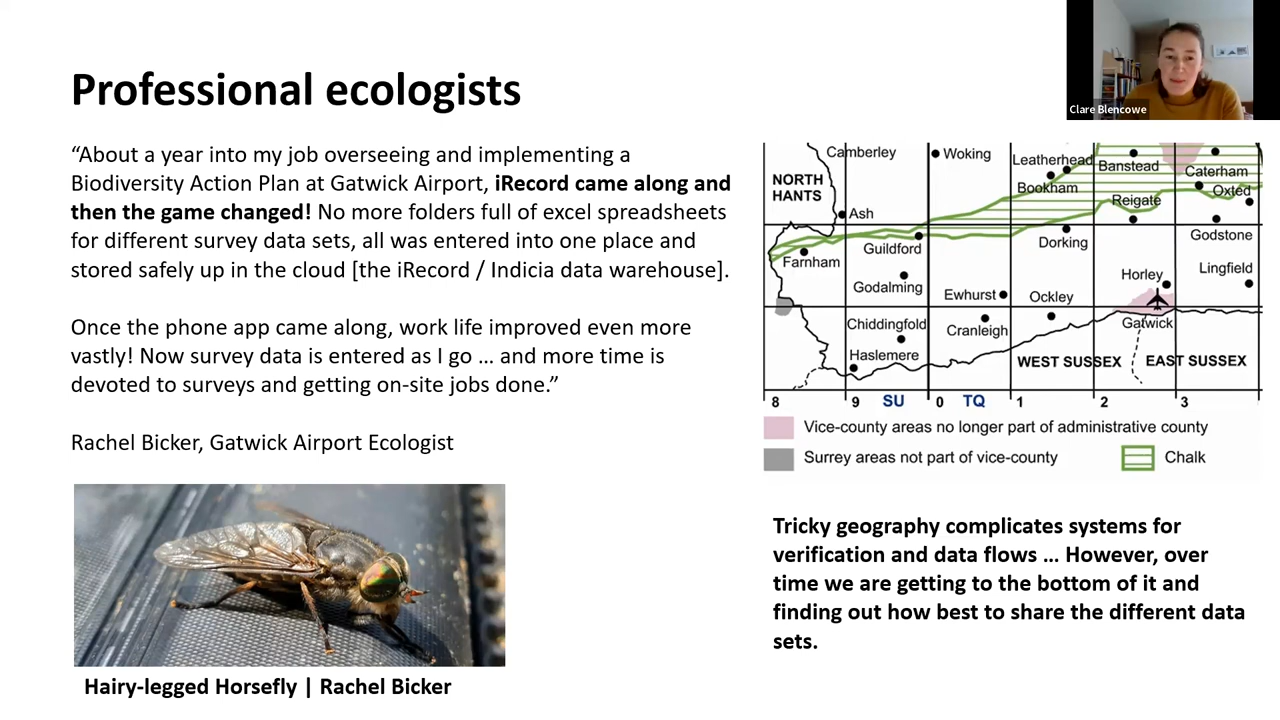 Clare Blencowe
Professional ecologists
“About a year into my job overseeing and implementing a
Biodiversity Action Plan at Gatwick Airport, iRecord came along and
then the game changed! No more folders full of excel spreadsheets
for different survey data sets, all was entered into one place and
stored safely up in the cloud [the iRecord / Indicia data warehouse].
Once the phone app came along, work life improved even more
vastly! Now survey data is entered as I go … and more time is
devoted to surveys and getting on-site jobs done.”
Rachel Bicker, Gatwick Airport Ecologist
Hairy-legged Horsefly | Rachel Bicker
Camberley
Woking
Leatherhead
Banstead
Caterham
NORTH
HANTS
Bookham
Oxted
Ash
Reigate
Guildford
Dorking
Godstone
Farnham
Horley
Lingfield
Godalming
Ewhurst
Ockley
Chiddingfold
Cranleigh
Gatwick
Haslemere
WEST SUSSEX
EAST SUSSEX
8 9 SU 0 TQ 1 2 3
Vice-county areas no longer part of administrative county
Surrey areas not part of vice-county
Chalk
Tricky geography complicates systems for
verification and data flows … However, over
time we are getting to the bottom of it and
finding out how best to share the different data
sets.